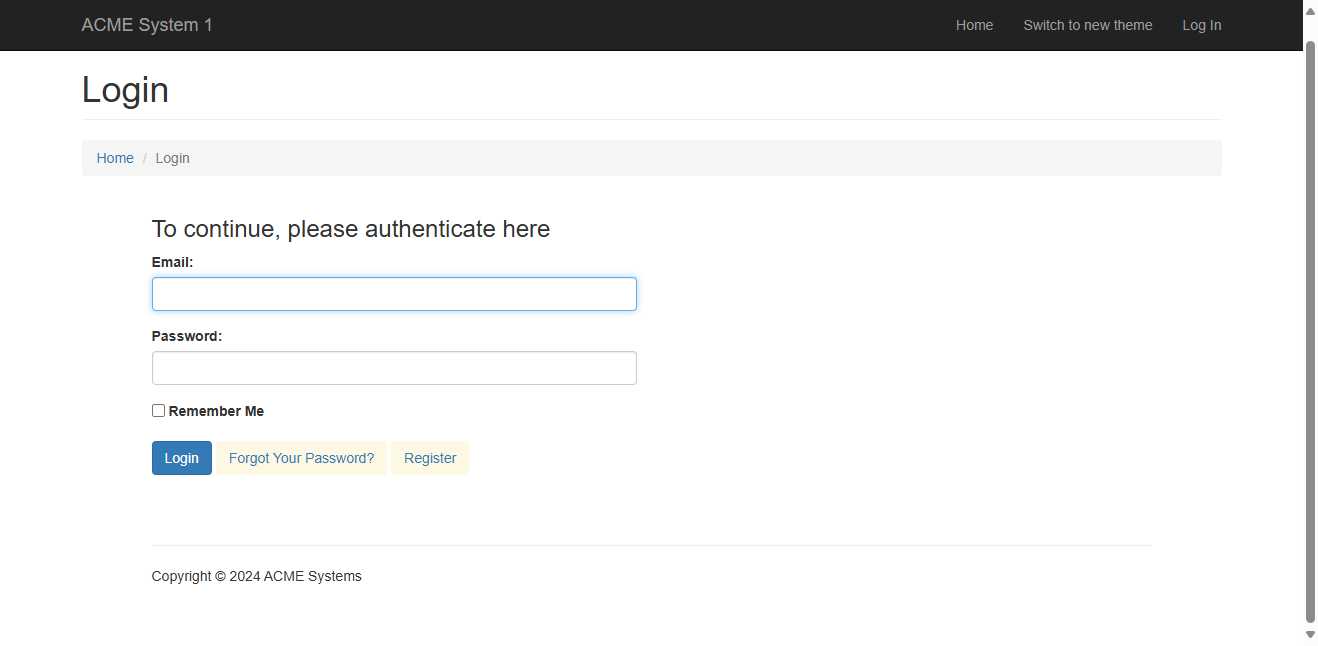 ACME System 1 Home Switch to new theme Log In
Login
Home / Login
To continue, please authenticate here
Email:
Password:
Remember Me
Login Forgot Your Password? Register
Copyright © 2024 ACME Systems